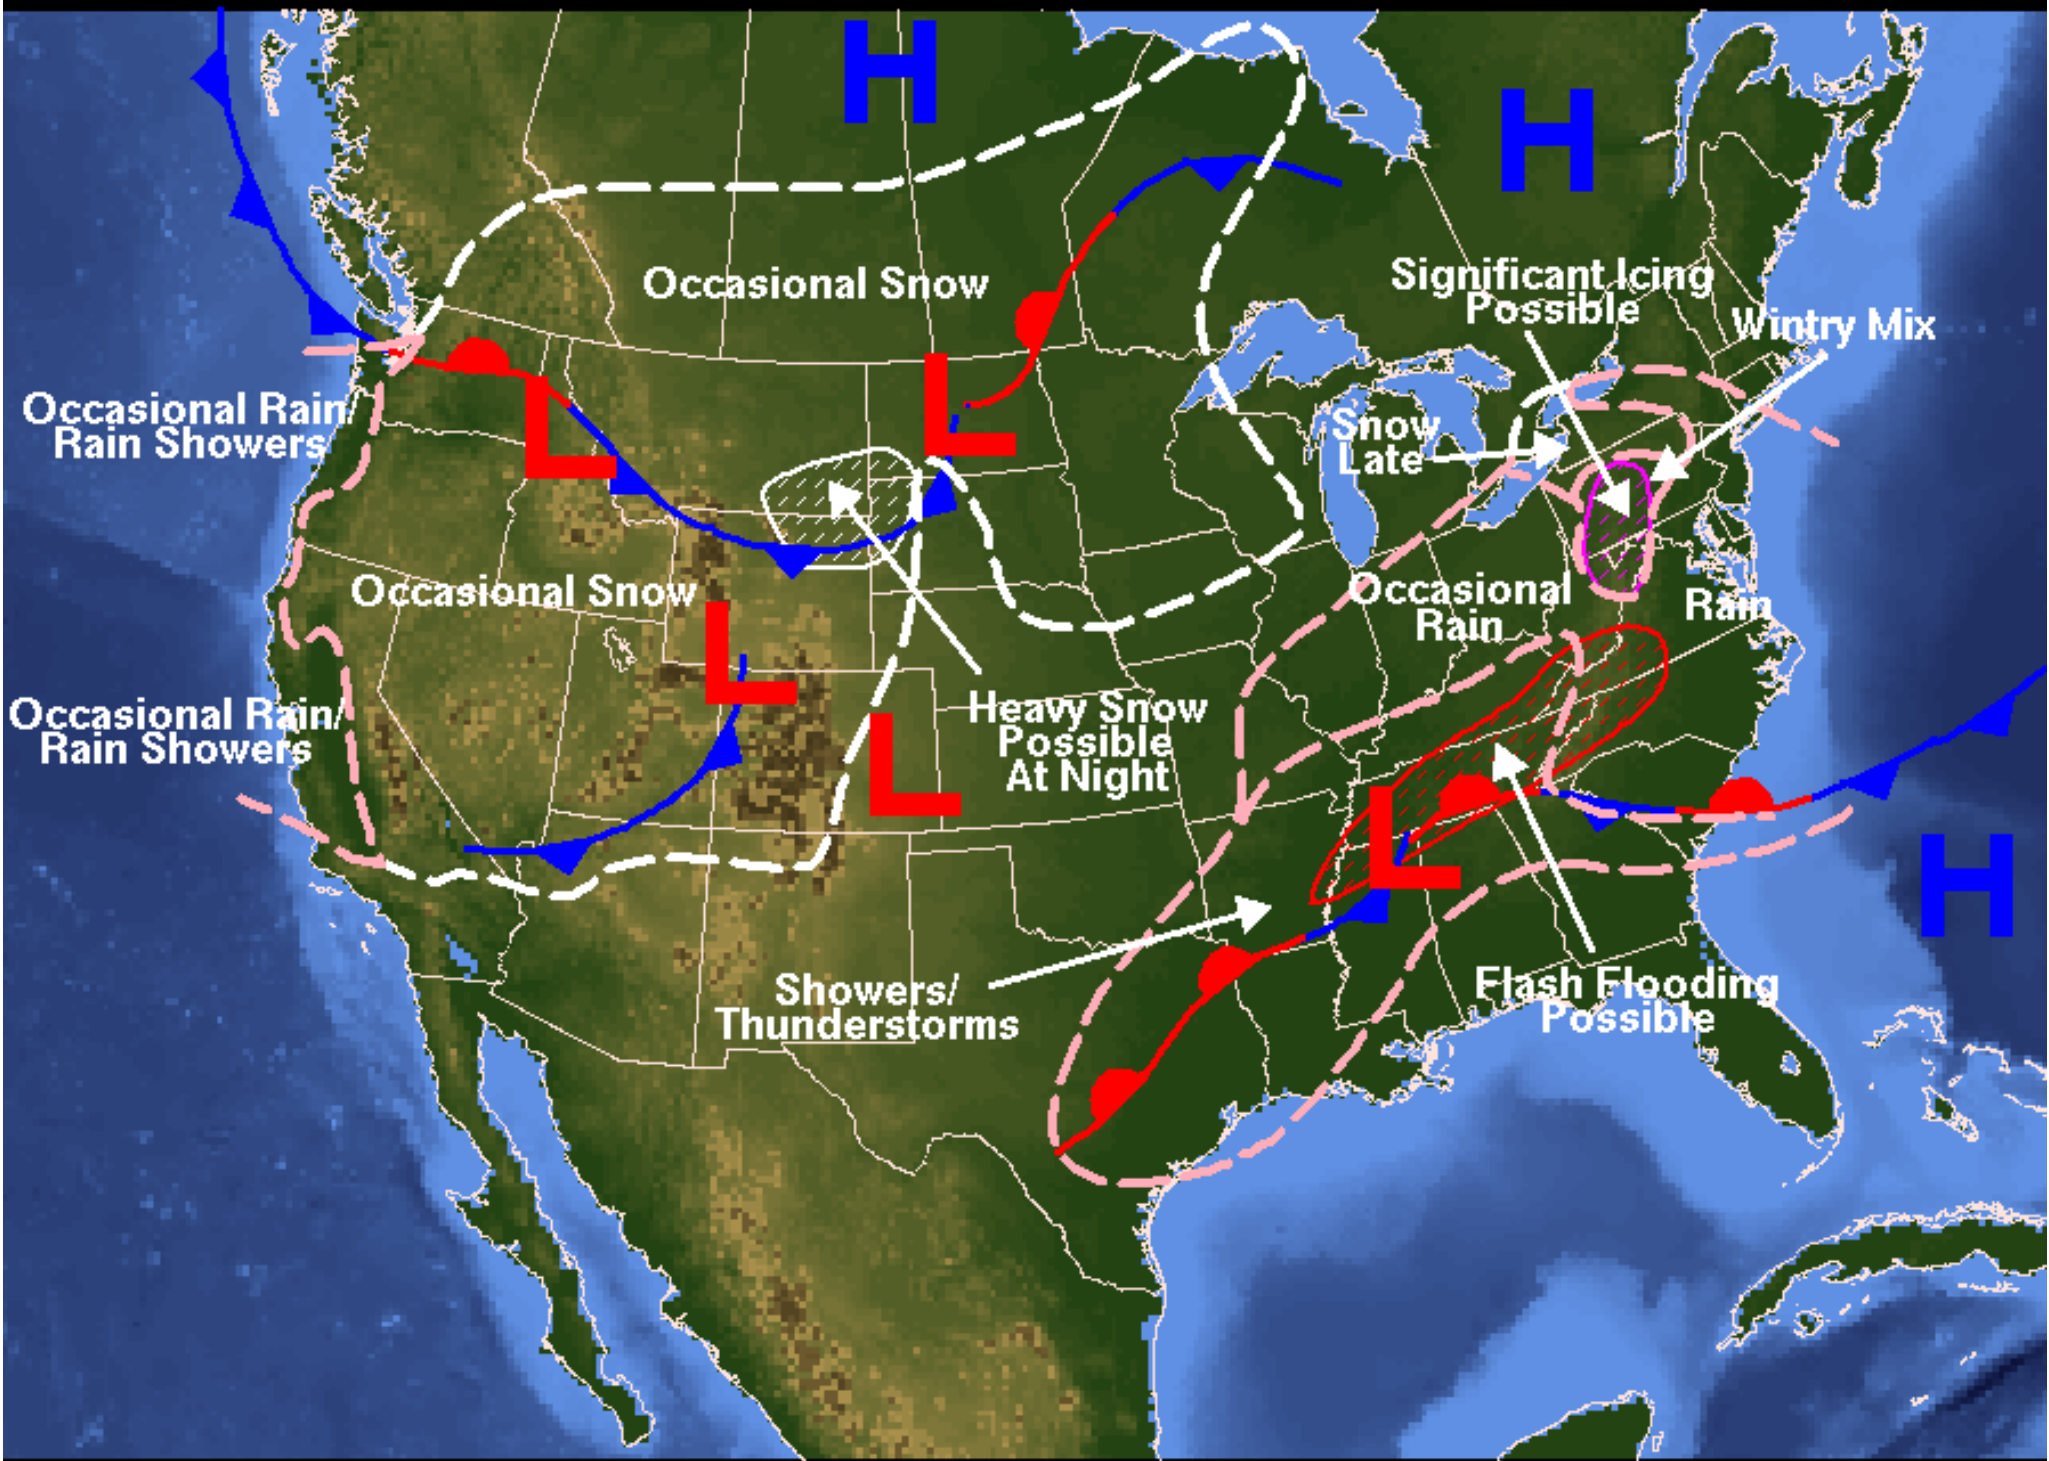 H
H
Occasional Snow
Significant Icing
Possible
Wintry Mix
L
L
Occasional Rain/
Rain Showers
Snow
Late
Occasional Snow
Occasional
Rain
Rain
L
Occasional Rain/
Rain Showers
L
Heavy Snow
Possible
At Night
L
H
Showers/
Thunderstorms
Flash Flooding
Possible